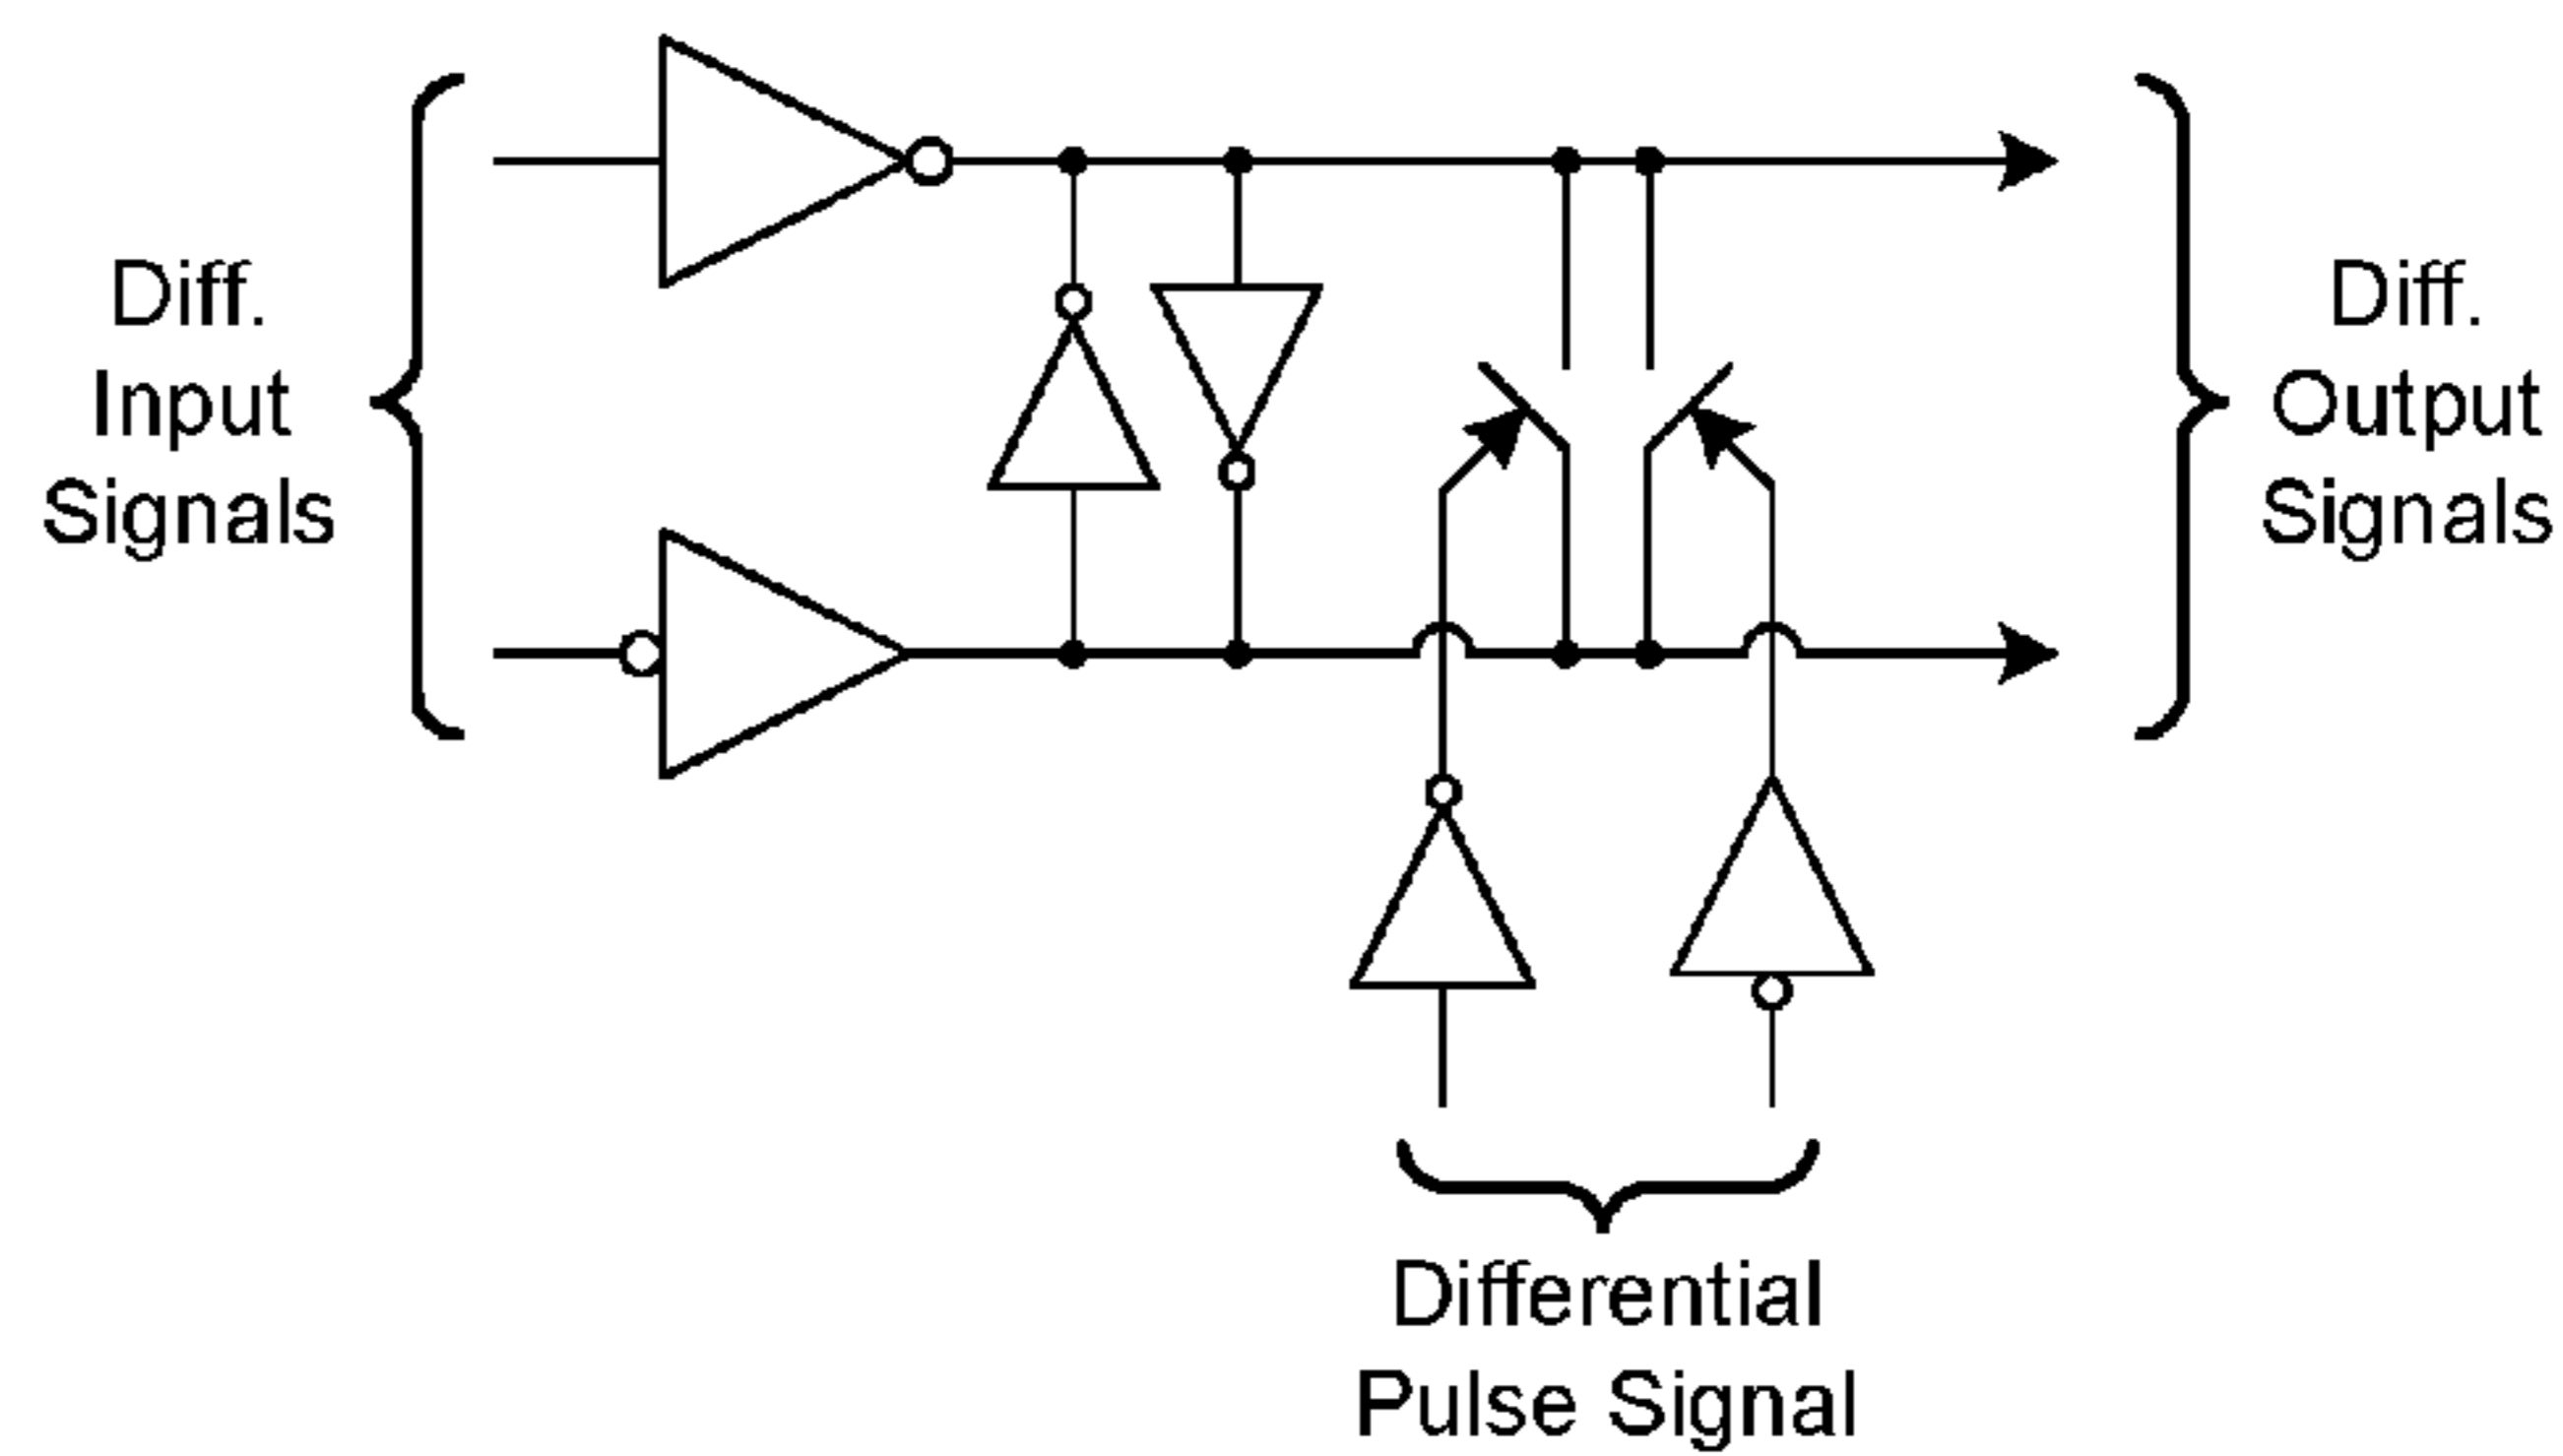 Diff.
Input
Signals
Diff.
Output
Signals
Differential
Pulse Signal